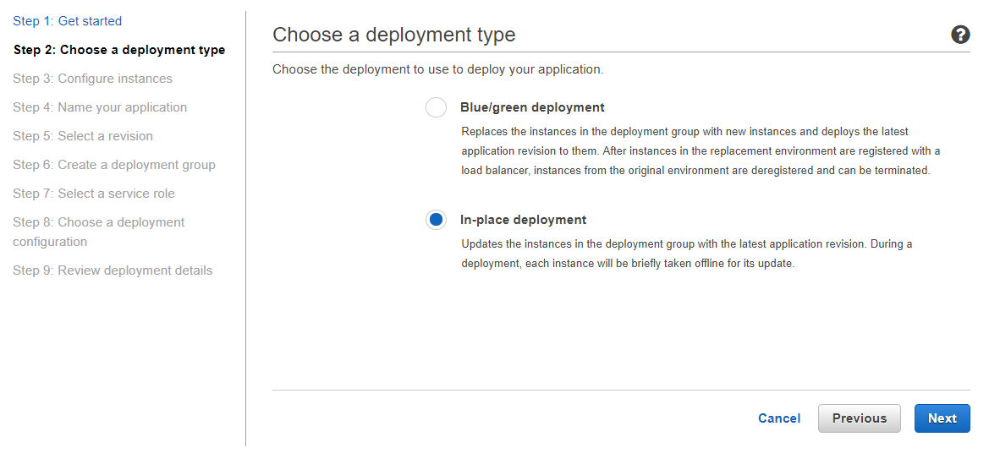 Step 1: Get started
Step 2: Choose a deployment type
Step 3: Configure instances
Step 4: Name your application
Step 5: Select a revision
Step 6: Create a deployment group
Step 7: Select a service role
Step 8: Choose a deployment
configuration
Step 9: Review deployment details
Choose a deployment type
?
Choose the deployment to use to deploy your application.
Blue/green deployment
Replaces the instances in the deployment group with new instances and deploys the latest
application revision to them. After instances in the replacement environment are registered with a
load balancer, instances from the original environment are deregistered and can be terminated.
In-place deployment
Updates the instances in the deployment group with the latest application revision. During a
deployment, each instance will be briefly taken offline for its update.
Cancel
Previous
Next